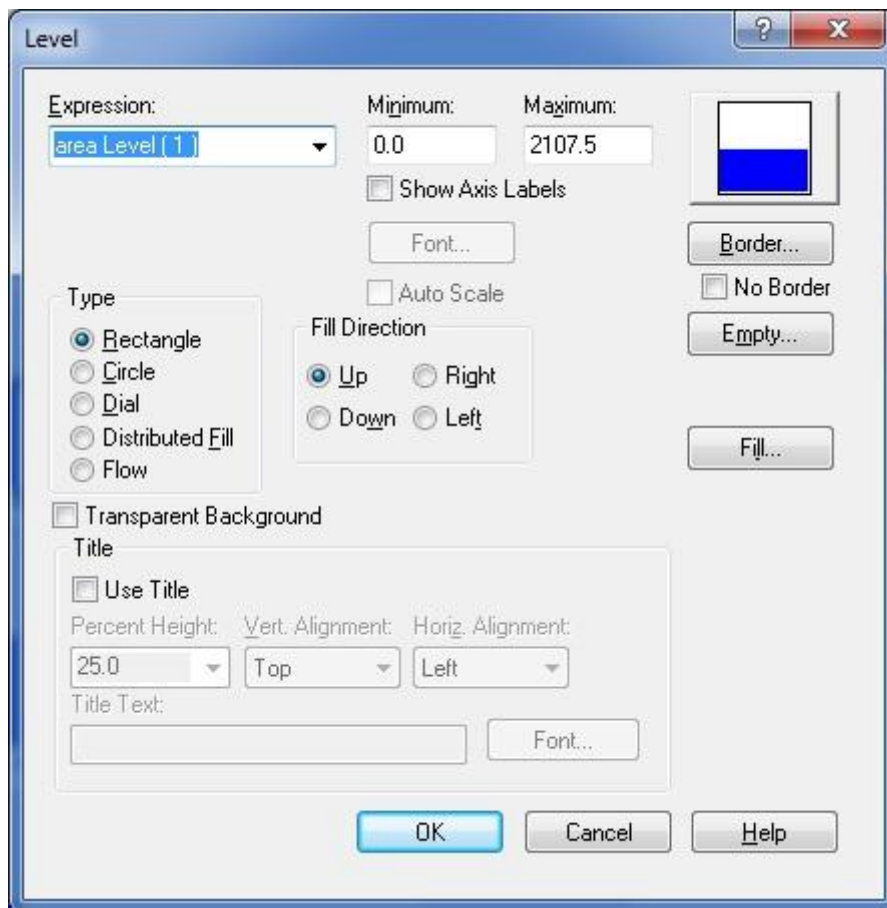 Level
Expression: Minimum: Maximum:
area Level ( 1 ) 0.0 2107.5
Show Axis Labels
Font... Border...
Auto Scale No Border
Type Fill Direction Empty...
Rectangle
Circle Up Right
Dial Down Left
Distributed Fill Fill...
Flow
Transparent Background
Title
Use Title
Percent Height: Vert. Alignment: Horiz. Alignment:
25.0 Top Left
Title Text:
Font...
OK Cancel Help